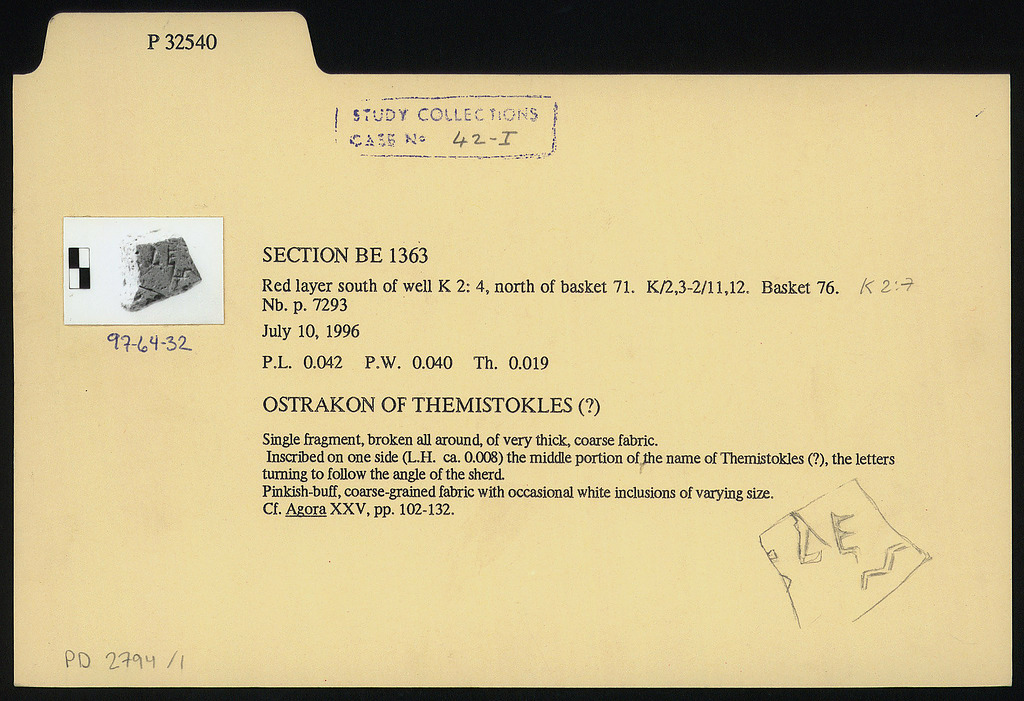 P 32540
STUDY COLLECTIONS
CASE No 42-I
SECTION BE 1363
Red layer south of well K 2: 4, north of basket 71. K/2,3-2/11,12. Basket 76. K 2:7
Nb. p. 7293
July 10, 1996
97-64-32
P.L. 0.042 P.W. 0.040 Th. 0.019
OSTRAKON OF THEMISTOKLES (?)
Single fragment, broken all around, of very thick, coarse fabric.
Inscribed on one side (L.H. ca. 0.008) the middle portion of the name of Themistokles (?), the letters
turning to follow the angle of the sherd.
Pinkish-buff, coarse-grained fabric with occasional white inclusions of varying size.
Cf. Agora XXV, pp. 102-132.
PD 2794/1